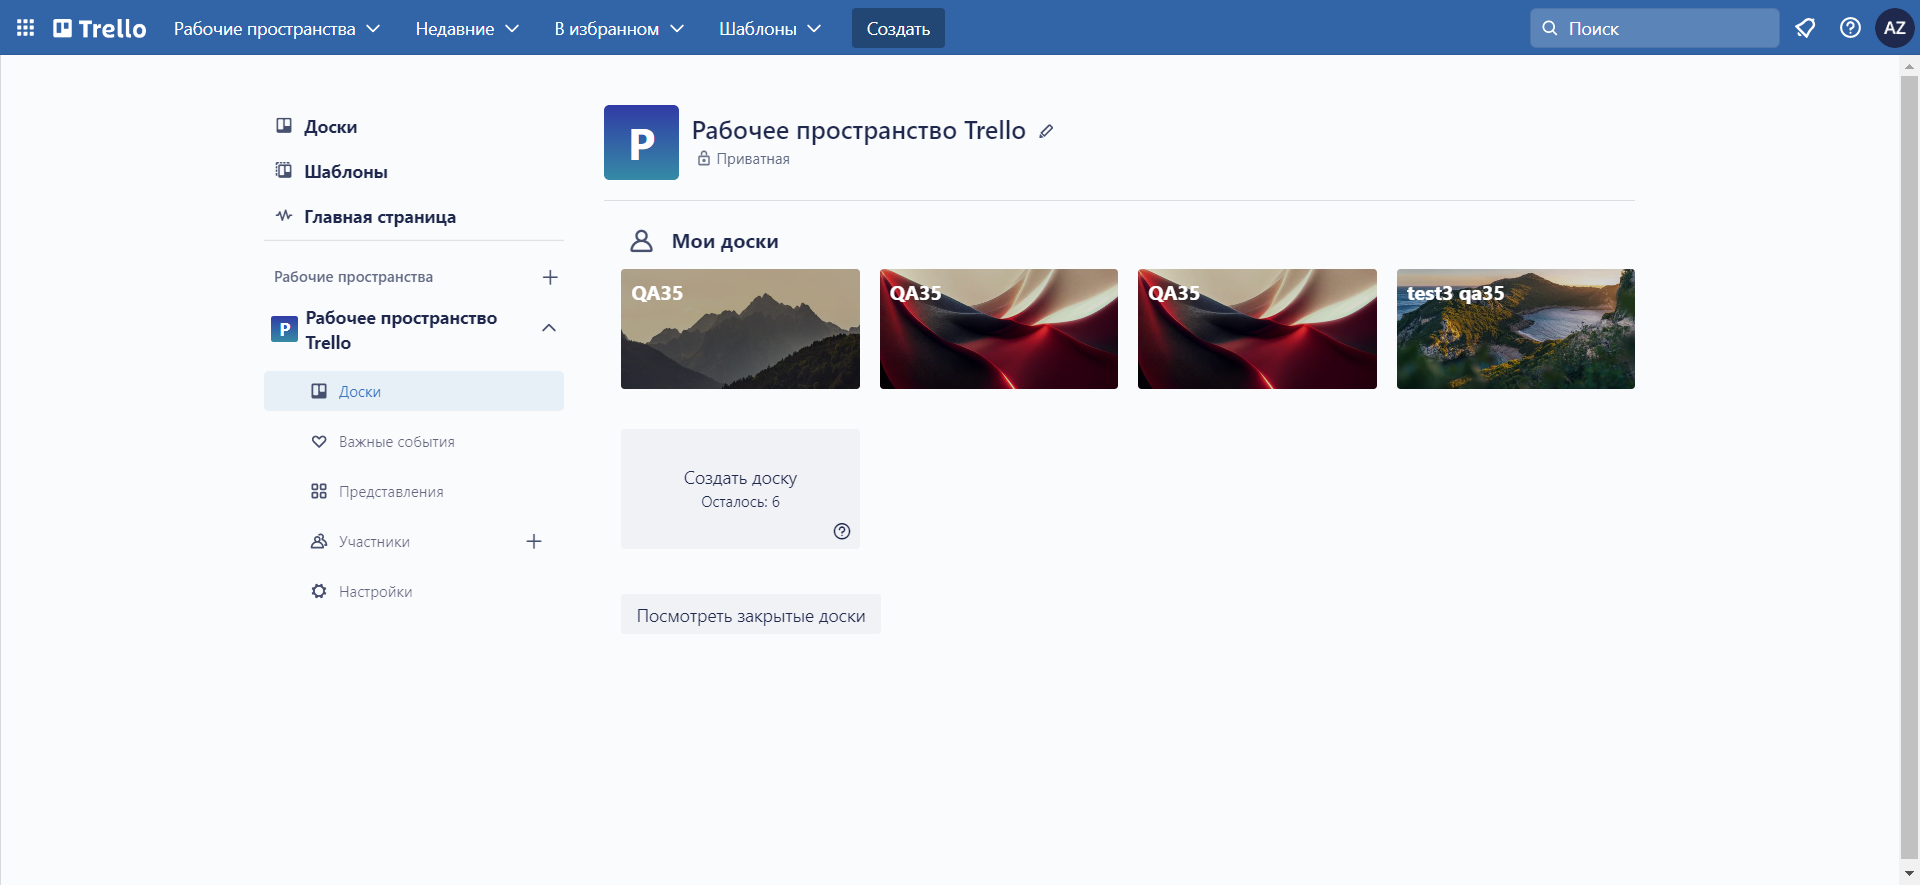 Trello
Рабочие пространства
Недавние
В избранном
Шаблоны
Создать
Поиск
AZ
Доски
Шаблоны
Главная страница
Рабочие пространства
Р
Рабочее пространство
Trello
Доски
Важные события
Представления
Участники
Настройки
Р
Рабочее пространство Trello
Приватная
Мои доски
QA35
QA35
QA35
test3 qa35
Создать доску
Осталось: 6
Посмотреть закрытые доски